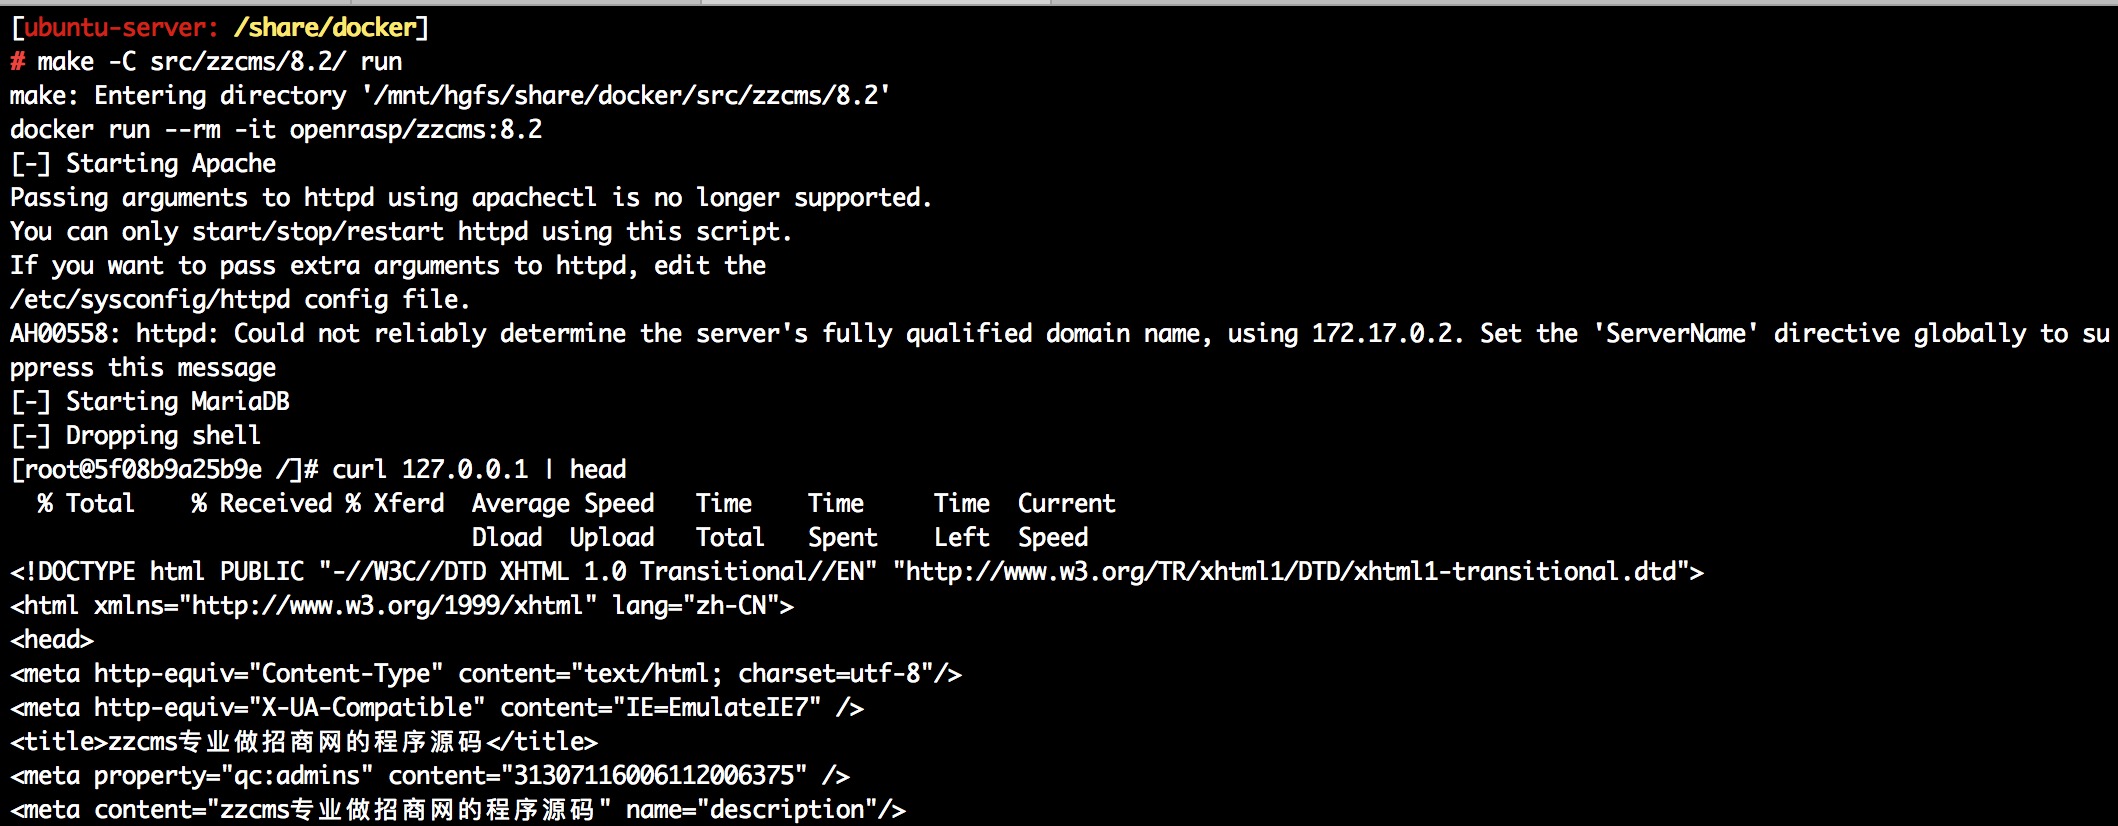 [ubuntu-server: /share/docker]
# make -C src/zzcms/8.2/ run
make: Entering directory '/mnt/hgfs/share/docker/src/zzcms/8.2'
docker run --rm -it openrasp/zzcms:8.2
[-] Starting Apache
Passing arguments to httpd using apachectl is no longer supported.
You can only start/stop/restart httpd using this script.
If you want to pass extra arguments to httpd, edit the
/etc/sysconfig/httpd config file.
AH00558: httpd: Could not reliably determine the server's fully qualified domain name, using 172.17.0.2. Set the 'ServerName' directive globally to su
ppress this message
[-] Starting MariaDB
[-] Dropping shell
[root@5f08b9a25b9e /]# curl 127.0.0.1 | head
  % Total    % Received % Xferd  Average Speed   Time    Time     Time  Current
                                 Dload  Upload   Total   Spent    Left  Speed
<!DOCTYPE html PUBLIC "-//W3C//DTD XHTML 1.0 Transitional//EN" "http://www.w3.org/TR/xhtml1/DTD/xhtml1-transitional.dtd">
<html xmlns="http://www.w3.org/1999/xhtml" lang="zh-CN">
<head>
<meta http-equiv="Content-Type" content="text/html; charset=utf-8"/>
<meta http-equiv="X-UA-Compatible" content="IE=EmulateIE7" />
<title>zzcms专业做招商网的程序源码</title>
<meta property="qc:admins" content="31307116006112006375" />
<meta content="zzcms专业做招商网的程序源码" name="description"/>